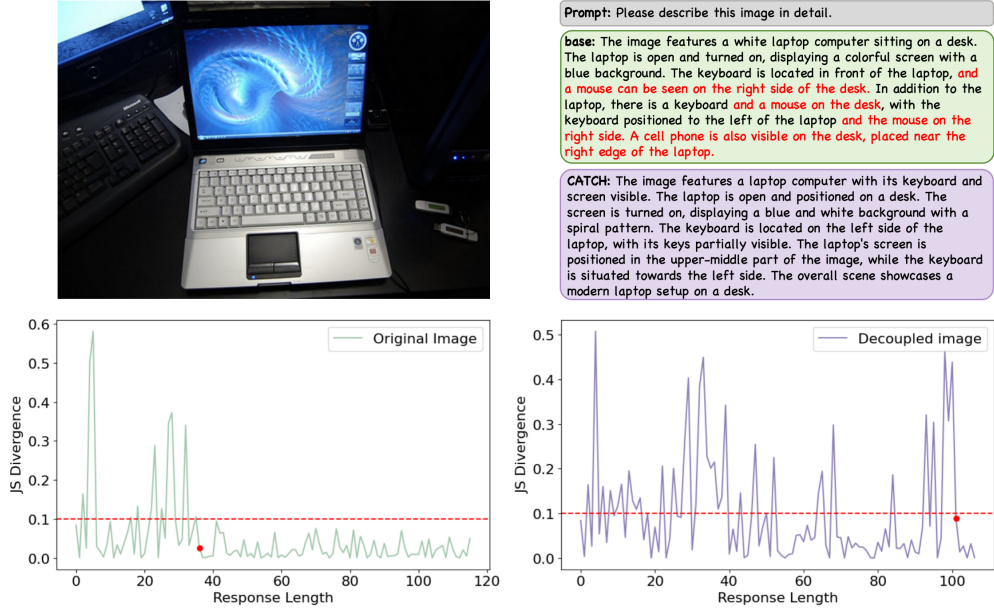 Prompt: Please describe this image in detail.
base: The image features a white laptop computer sitting on a desk.
The laptop is open and turned on, displaying a colorful screen with a
blue background. The keyboard is located in front of the laptop, and
a mouse can be seen on the right side of the desk. In addition to the
laptop, there is a keyboard and a mouse on the desk, with the
keyboard positioned to the left of the laptop and the mouse on the
right side. A cell phone is also visible on the desk, placed near the
right edge of the laptop.
CATCH: The image features a laptop computer with its keyboard and
screen visible. The laptop is open and positioned on a desk. The
screen is turned on, displaying a blue and white background with a
spiral pattern. The keyboard is located on the left side of the
laptop, with its keys partially visible. The laptop's screen is
positioned in the upper-middle part of the image, while the keyboard
is situated towards the left side. The overall scene showcases a
modern laptop setup on a desk.
Microsoft
Original Image
JS Divergence
0.6
0.5
0.4
0.3
0.2
0.1
0.0
0 20 40 60 80 100 120
Response Length
Decoupled image
JS Divergence
0.5
0.4
0.3
0.2
0.1
0.0
0 20 40 60 80 100
Response Length